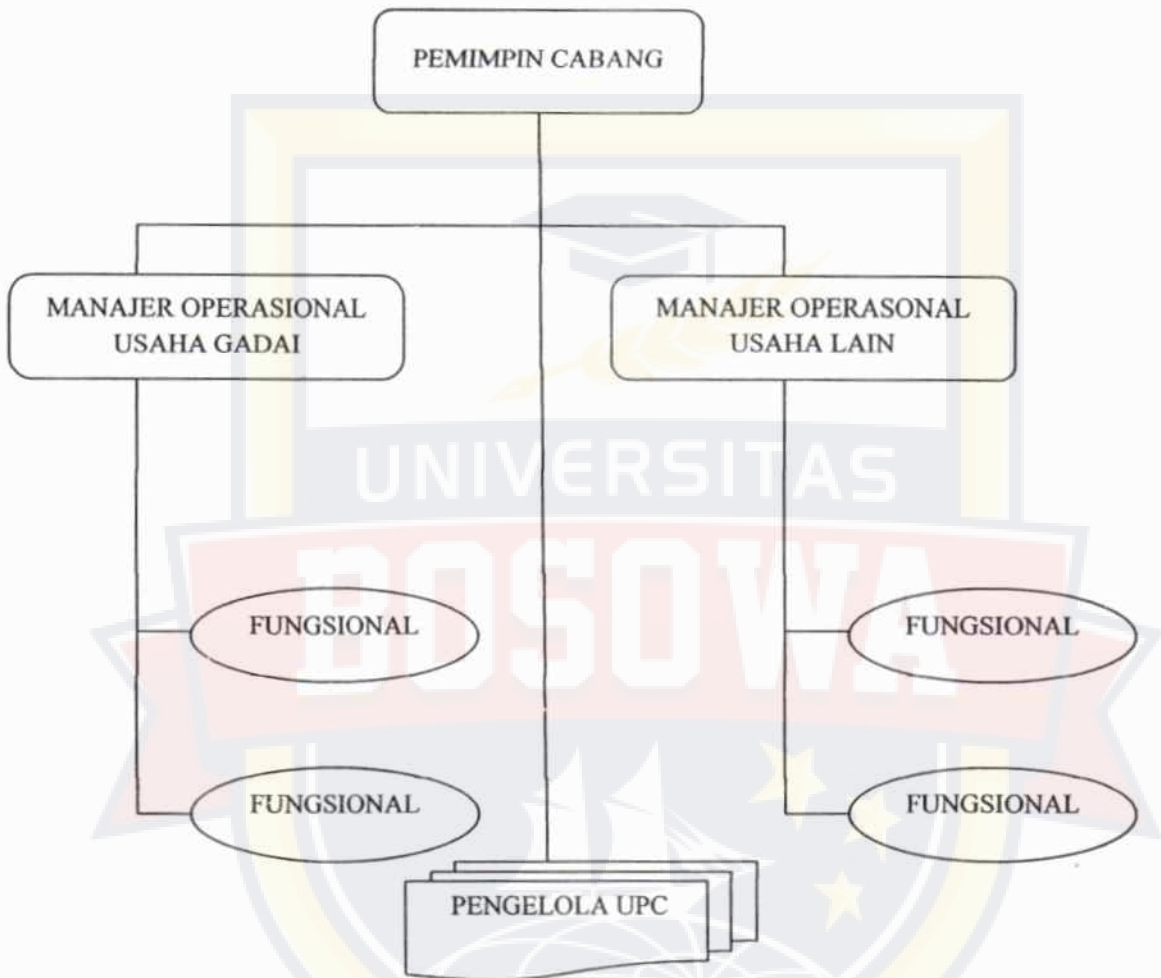 PEMIMPIN CABANG
MANAJER OPERASIONAL
USAHA GADAI
MANAJER OPERASONAL
USAHA LAIN
UNIVERSITAS
BOSOWA
FUNGSIONAL
FUNGSIONAL
FUNGSIONAL
FUNGSIONAL
PENGELOLA UPC